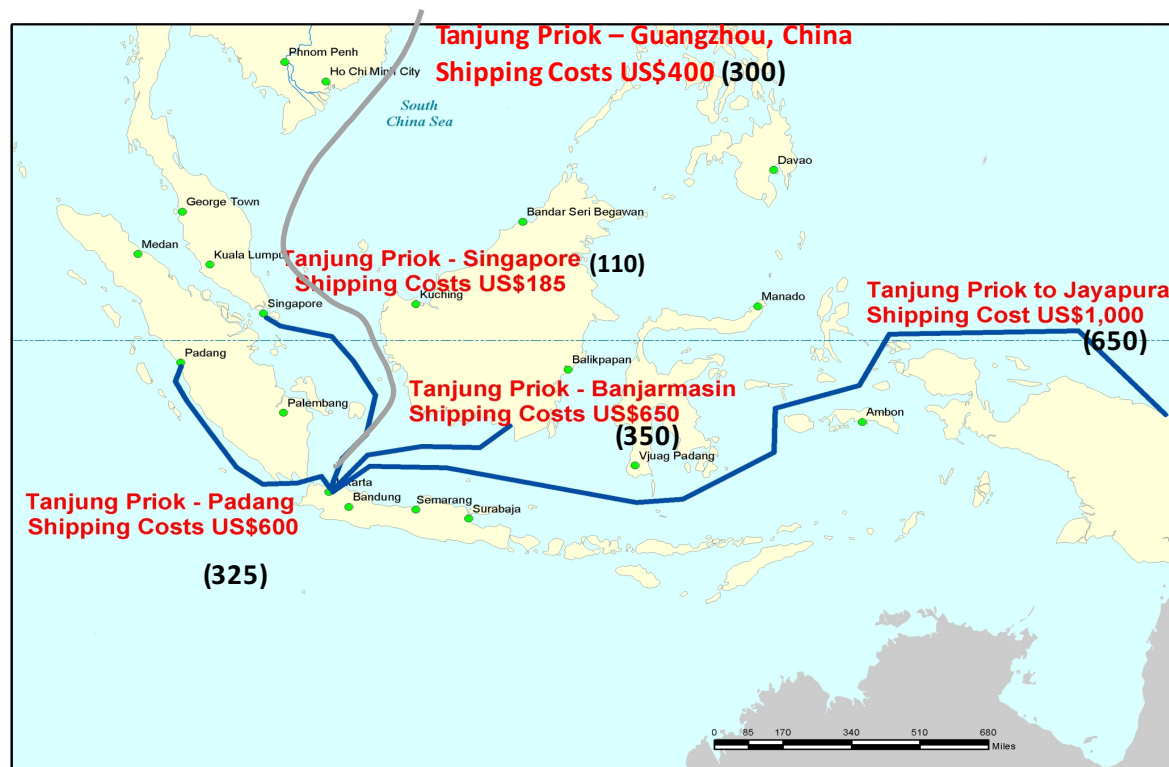 Tanjung Priok – Guangzhou, China
Shipping Costs US$400 (300)
Phnom Penh
Ho Chi Minh City
South
China Sea
Davao
George Town
Bandar Seri Begawan
Medan
Kuala Lumpu
Tanjung Priok - Singapore (110)
Shipping Costs US$185
Kuching
Singapore
Manado
Tanjung Priok to Jayapura
Shipping Cost US$1,000
(650)
Padang
Balikpapan
Tanjung Priok - Banjarmasin
Shipping Costs US$650
(350)
Palembang
Ambon
Vjuag Padang
Tanjung Priok - Padang
Shipping Costs US$600
(325)
karta
Bandung
Semarang
Surabaja
0 85 170 340 510 680
Miles